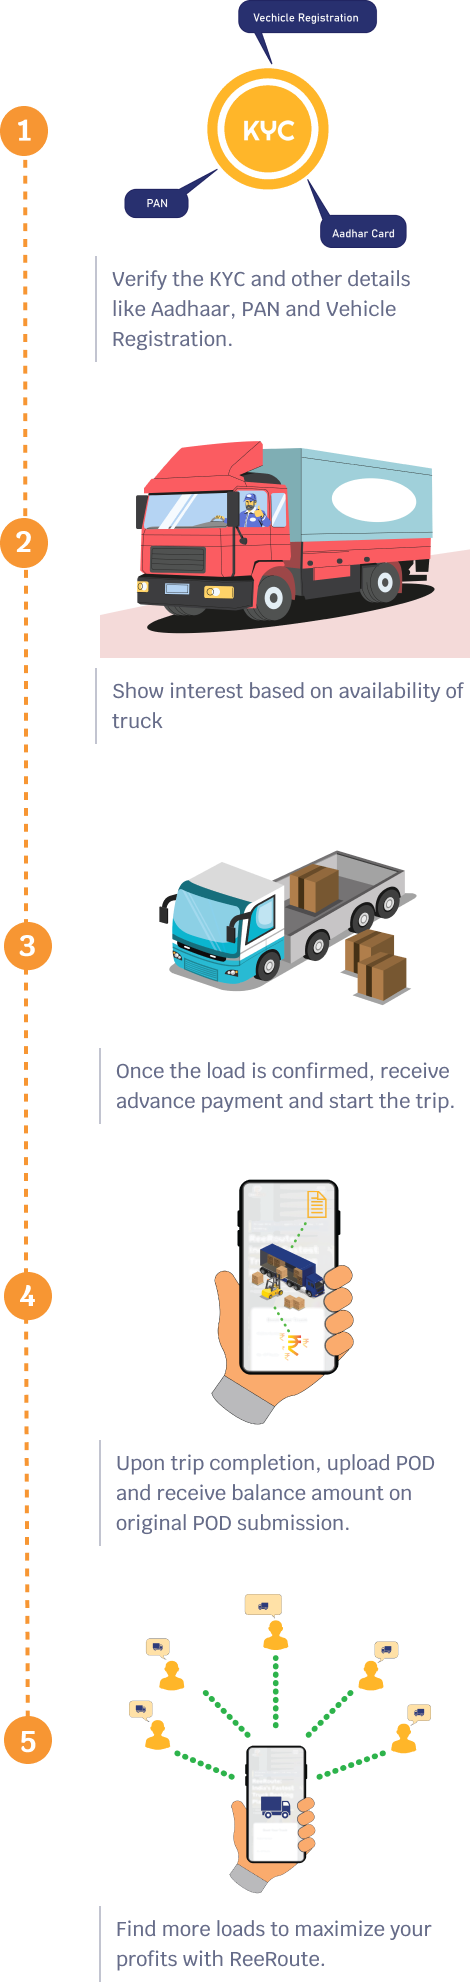 Vechicle Registration
KYC
1
PAN
Aadhar Card
Verify the KYC and other details
like Aadhaar, PAN and Vehicle
Registration.
2
Show interest based on availability of
truck
3
Once the load is confirmed, receive
advance payment and start the trip.
ReeRoute
4
₹
Upon trip completion, upload POD
and receive balance amount on
original POD submission.
5
Find more loads to maximize your
profits with ReeRoute.